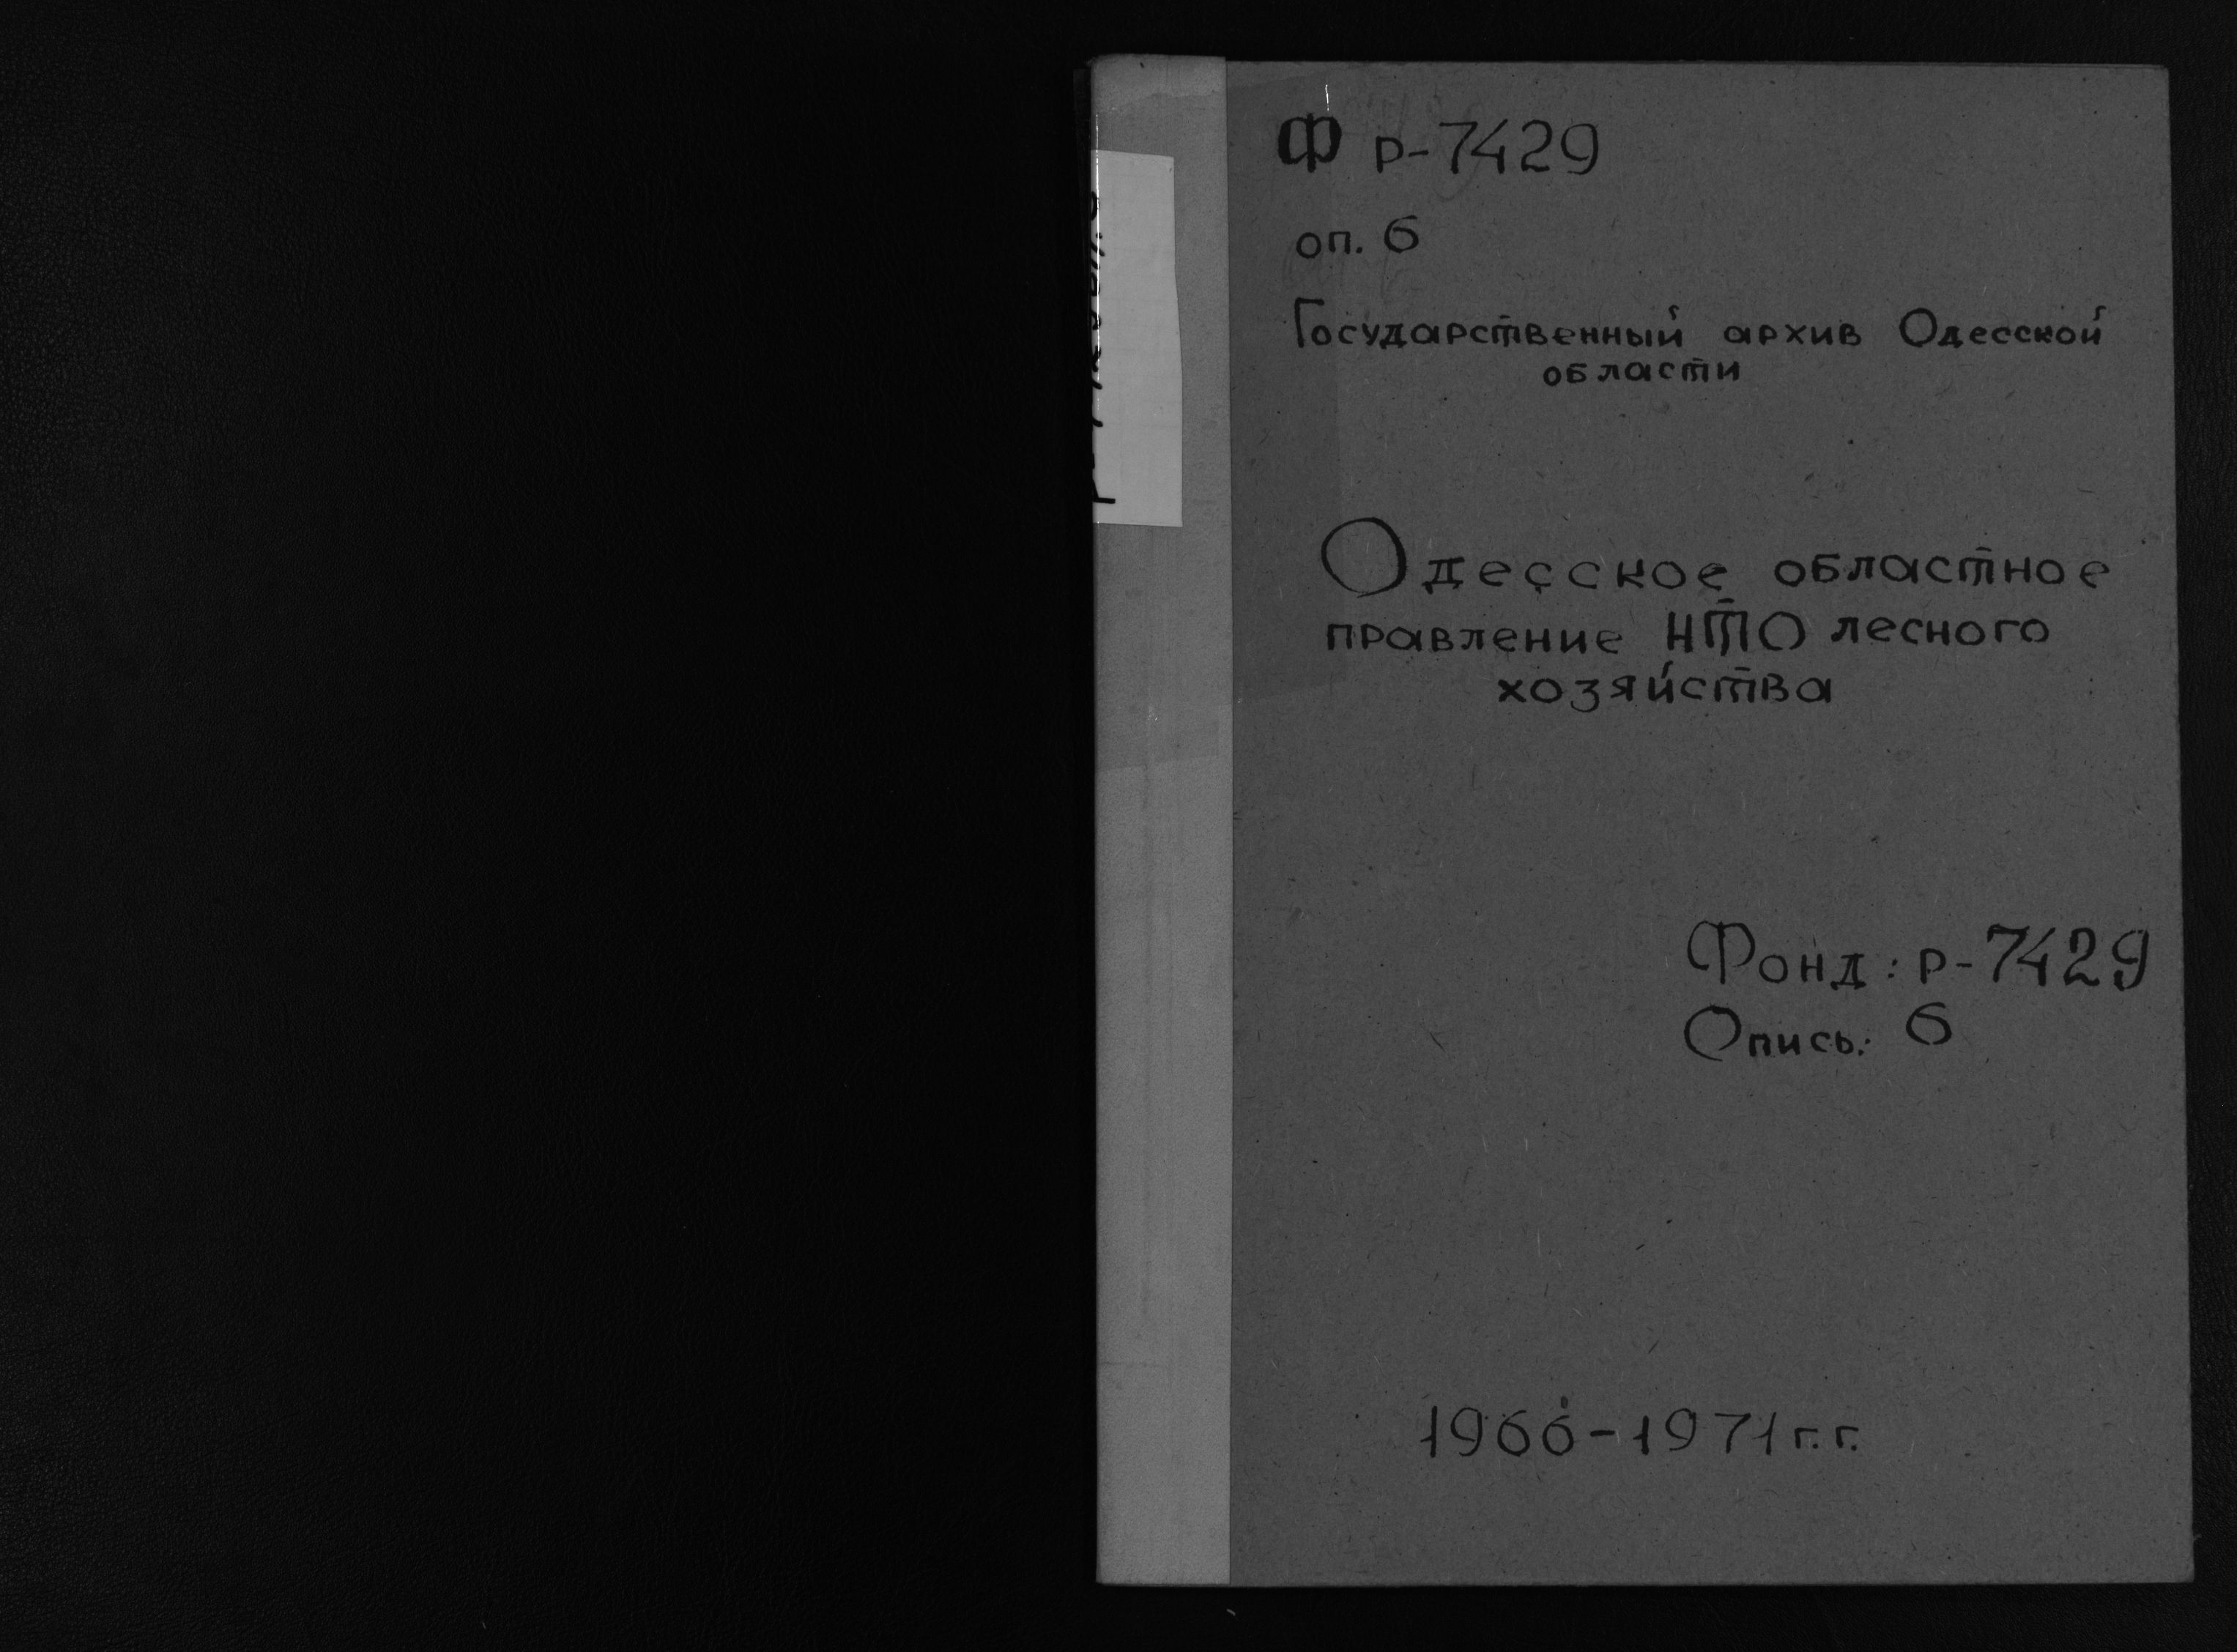 Ф р-7429
оп. 6
Государственный архив Одесской
области
Одесское областное
правление НТО лесного
хозяйства
Фонд: р-7429
Опись: 6
1966-1971 г.г.